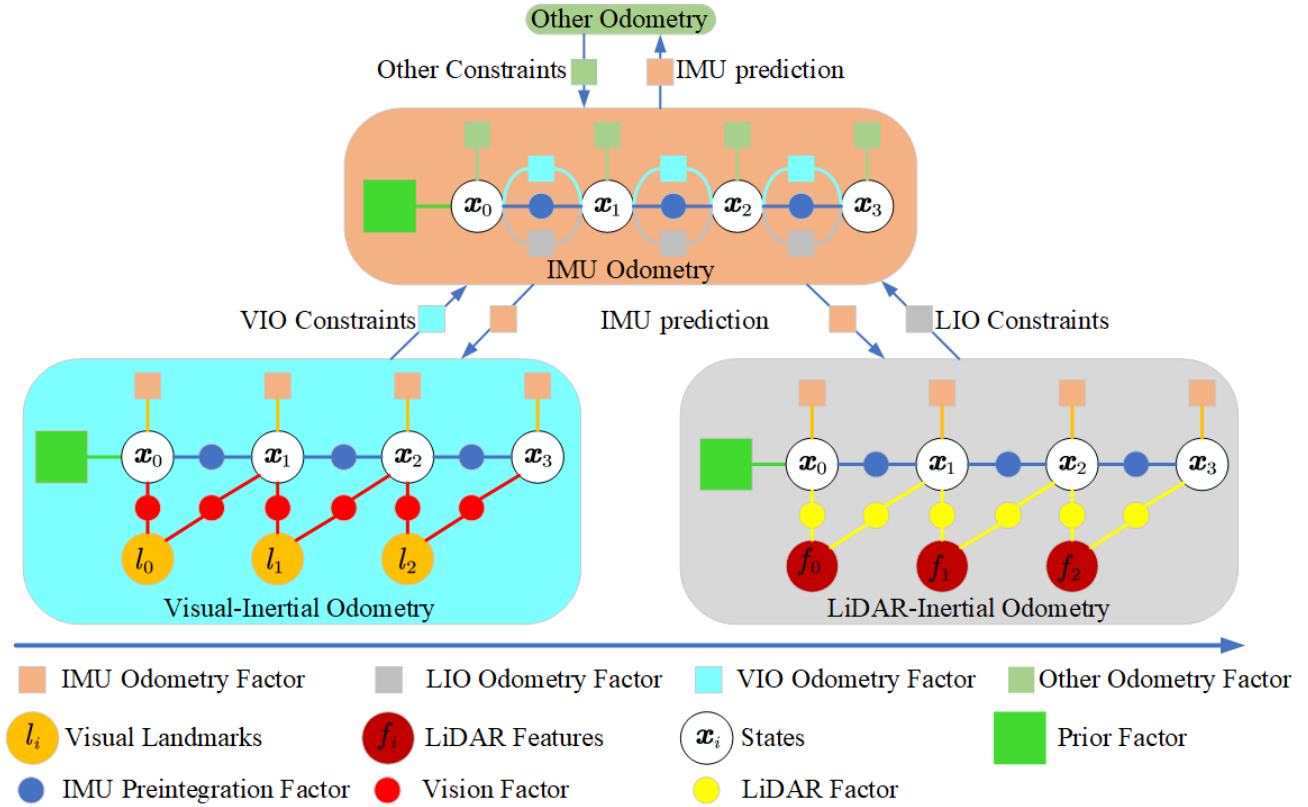 Other Odometry
Other Constraints
IMU prediction
x0 x1 x2 x3
IMU Odometry
VIO Constraints
IMU prediction
LIO Constraints
x0 x1 x2 x3
l0 l1 l2
Visual-Inertial Odometry
x0 x1 x2 x3
f0 f1 f2
LiDAR-Inertial Odometry
IMU Odometry Factor
LIO Odometry Factor
VIO Odometry Factor
Other Odometry Factor
li Visual Landmarks
fi LiDAR Features
xi States
Prior Factor
IMU Preintegration Factor
Vision Factor
LiDAR Factor